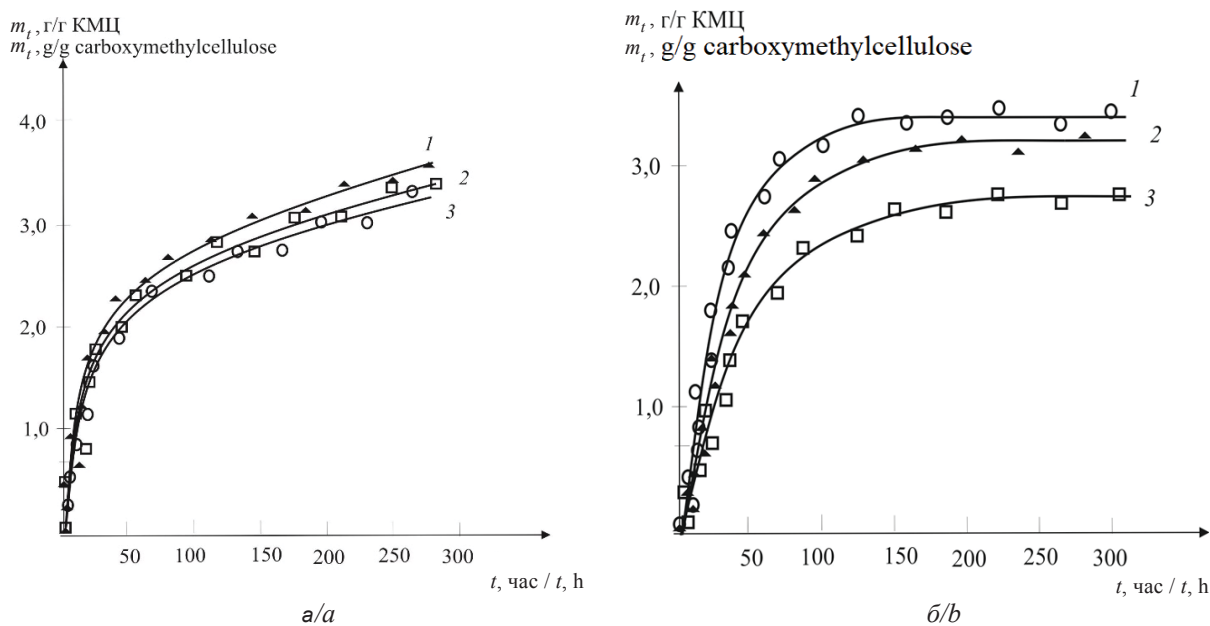 m_t, г/г КМЦ
m_t, g/g carboxymethylcellulose
4,0
3,0
2,0
1,0
1
2
3
50 100 150 200 250 300
t, час / t, h
а/a
m_t, г/г КМЦ
m_t, g/g carboxymethylcellulose
3,0
2,0
1,0
1
2
3
50 100 150 200 250 300
t, час / t, h
б/b